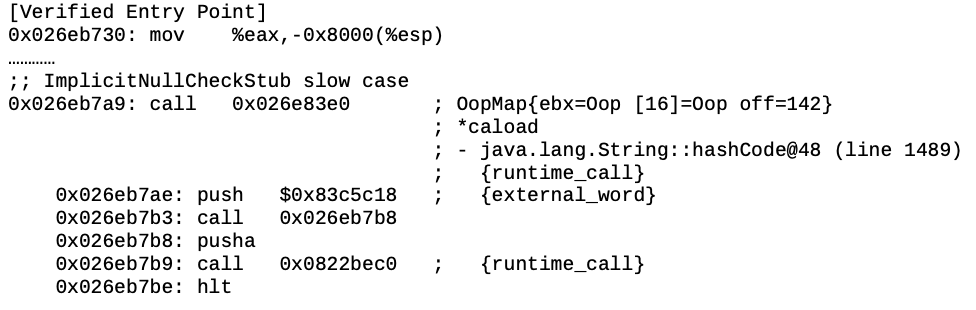 [Verified Entry Point]
0x026eb730: mov    %eax,-0x8000(%esp)
…………
;; ImplicitNullCheckStub slow case
0x026eb7a9: call   0x026e83e0       ; OopMap{ebx=Oop [16]=Oop off=142}
                                    ; *caload
                                    ; - java.lang.String::hashCode@48 (line 1489)
                                    ;   {runtime_call}
    0x026eb7ae: push   $0x83c5c18   ;   {external_word}
    0x026eb7b3: call   0x026eb7b8
    0x026eb7b8: pusha
    0x026eb7b9: call   0x0822bec0   ;   {runtime_call}
    0x026eb7be: hlt